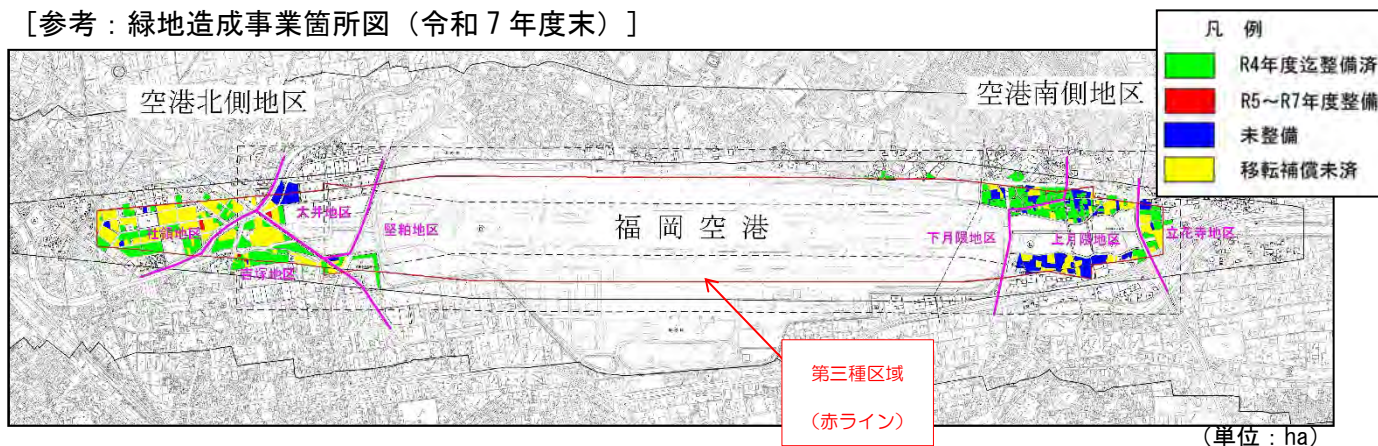 [参考：緑地造成事業箇所図（令和７年度末）]
凡 例
R4年度迄整備済
R5～R7年度整備
未整備
移転補償未済
空港北側地区
空港南側地区
大井地区
社領地区
堅粕地区
吉塚地区
福岡空港
下月隈地区
上月隈地区
立花寺地区
第三種区域
（赤ライン）
（単位：ha）